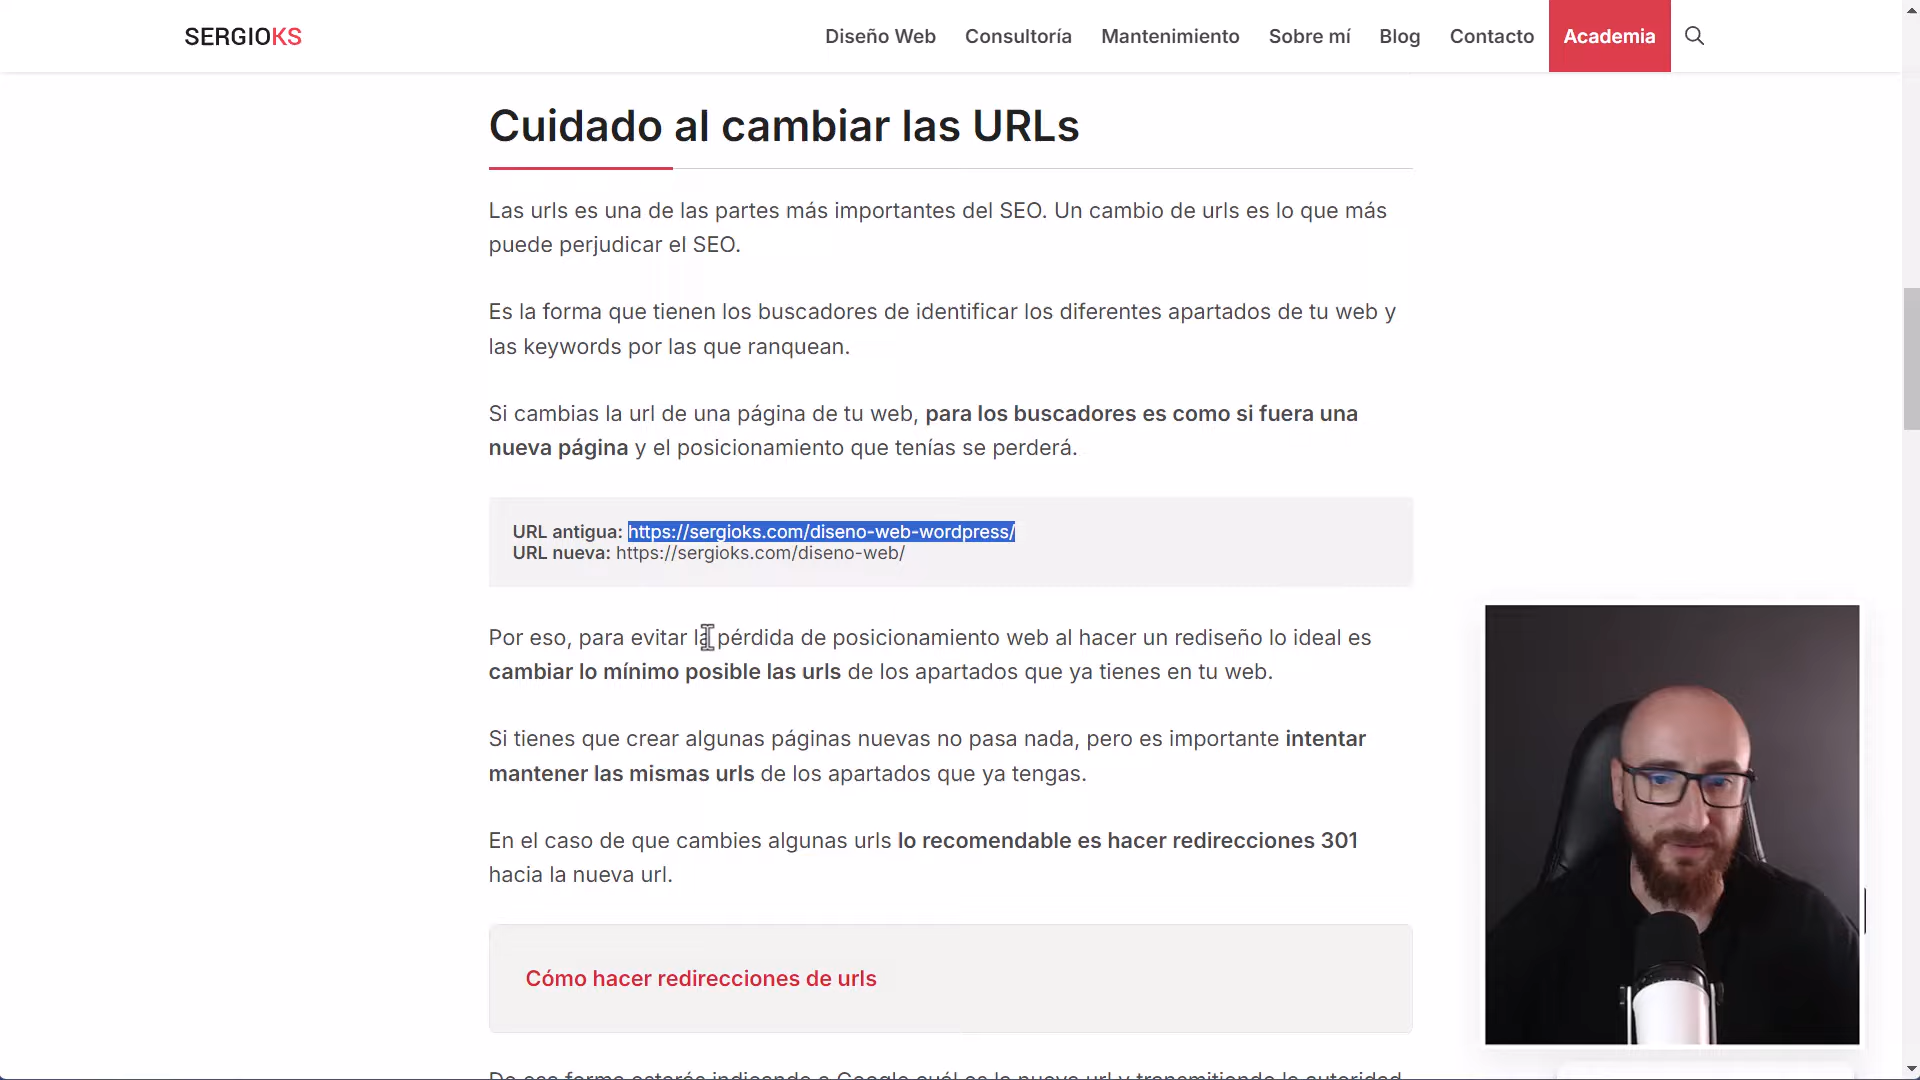 SERGIOKS
Diseño Web Consultoría Mantenimiento Sobre mí Blog Contacto Academia
Cuidado al cambiar las URLs
Las urls es una de las partes más importantes del SEO. Un cambio de urls es lo que más
puede perjudicar el SEO.
Es la forma que tienen los buscadores de identificar los diferentes apartados de tu web y
las keywords por las que ranquean.
Si cambias la url de una página de tu web, para los buscadores es como si fuera una
nueva página y el posicionamiento que tenías se perderá.
URL antigua: https://sergioks.com/diseno-web-wordpress/
URL nueva: https://sergioks.com/diseno-web/
Por eso, para evitar la pérdida de posicionamiento web al hacer un rediseño lo ideal es
cambiar lo mínimo posible las urls de los apartados que ya tienes en tu web.
Si tienes que crear algunas páginas nuevas no pasa nada, pero es importante intentar
mantener las mismas urls de los apartados que ya tengas.
En el caso de que cambies algunas urls lo recomendable es hacer redirecciones 301
hacia la nueva url.
Cómo hacer redirecciones de urls
De esa forma estarás indicando a Google cuál es la nueva url y transmitiendo la autoridad